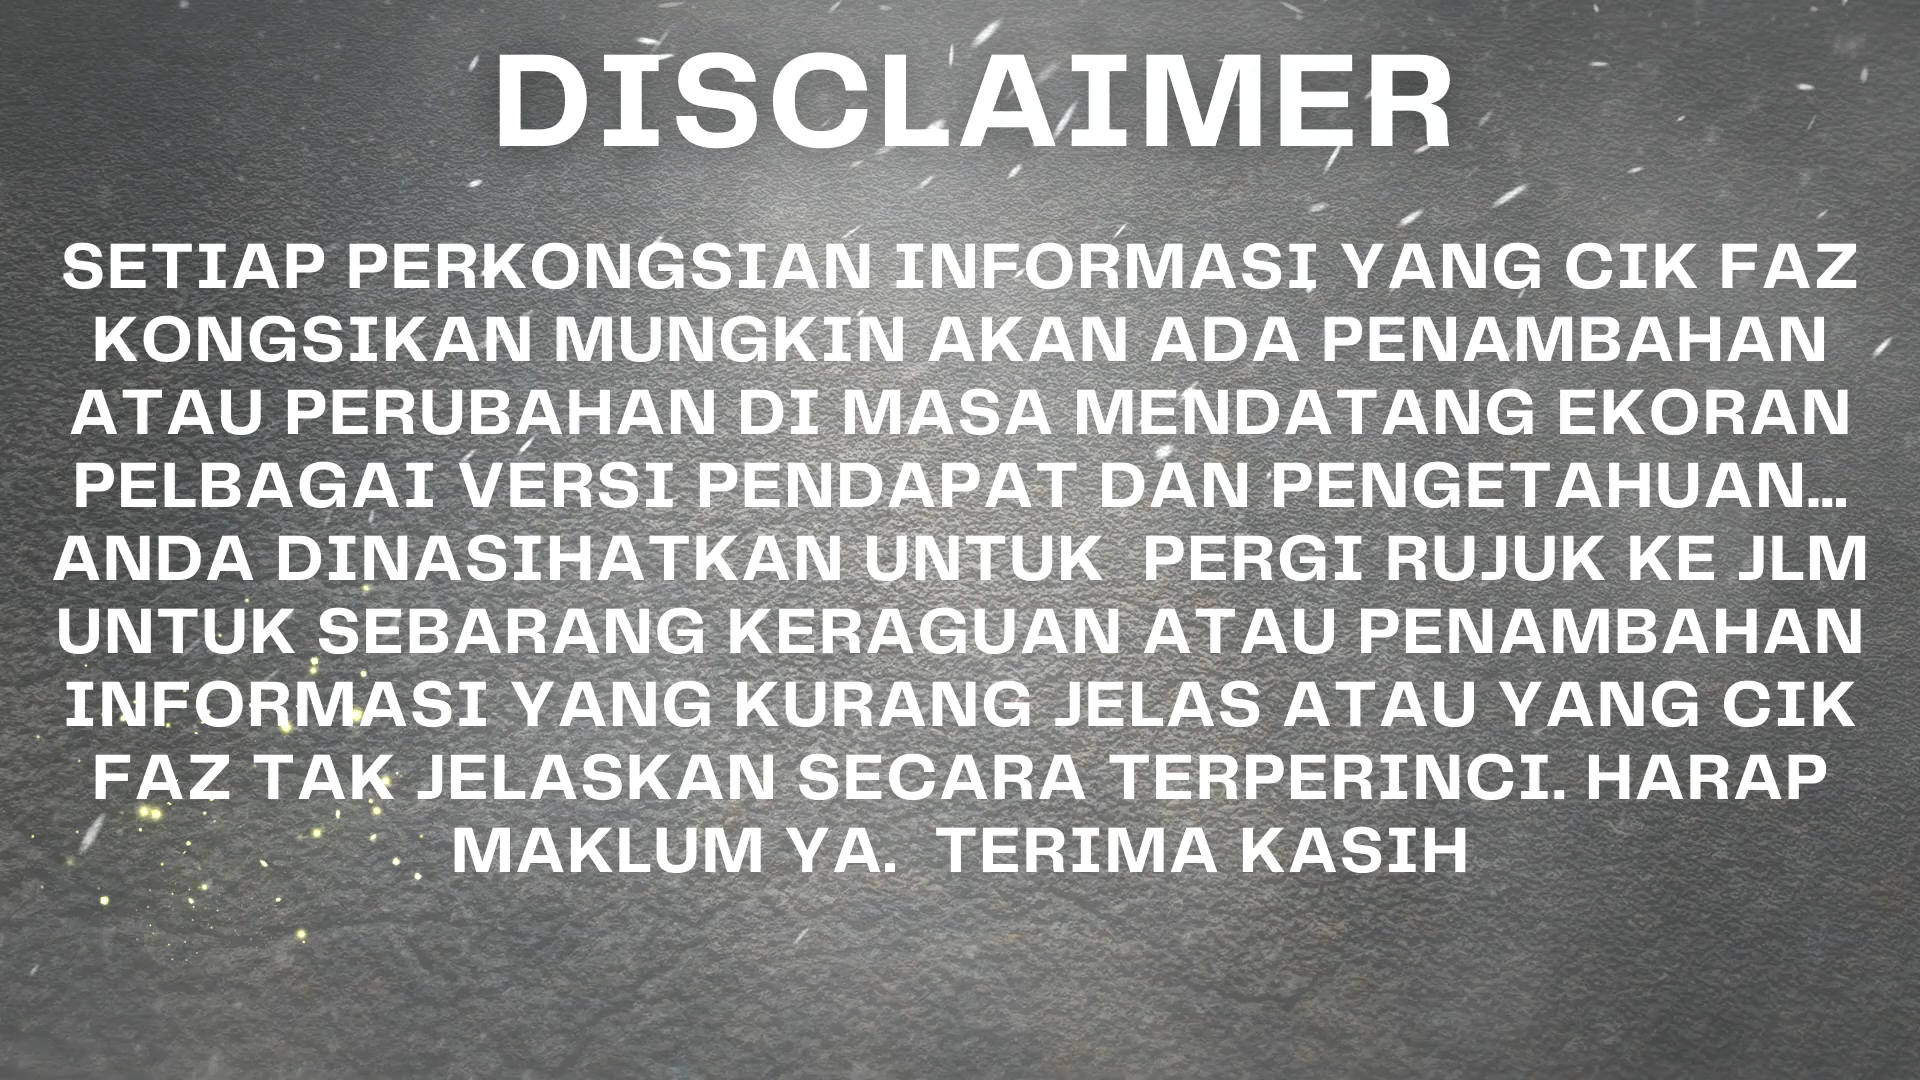 DISCLAIMER
SETIAP PERKONGSIAN INFORMASI YANG CIK FAZ
KONGSIKAN MUNGKIN AKAN ADA PENAMBAHAN
ATAU PERUBAHAN DI MASA MENDATANG EKORAN
PELBAGAI VERSI PENDAPAT DAN PENGETAHUAN...
ANDA DINASIHATKAN UNTUK  PERGI RUJUK KE JLM
UNTUK SEBARANG KERAGUAN ATAU PENAMBAHAN
INFORMASI YANG KURANG JELAS ATAU YANG CIK
FAZ TAK JELASKAN SECARA TERPERINCI. HARAP
MAKLUM YA.  TERIMA KASIH